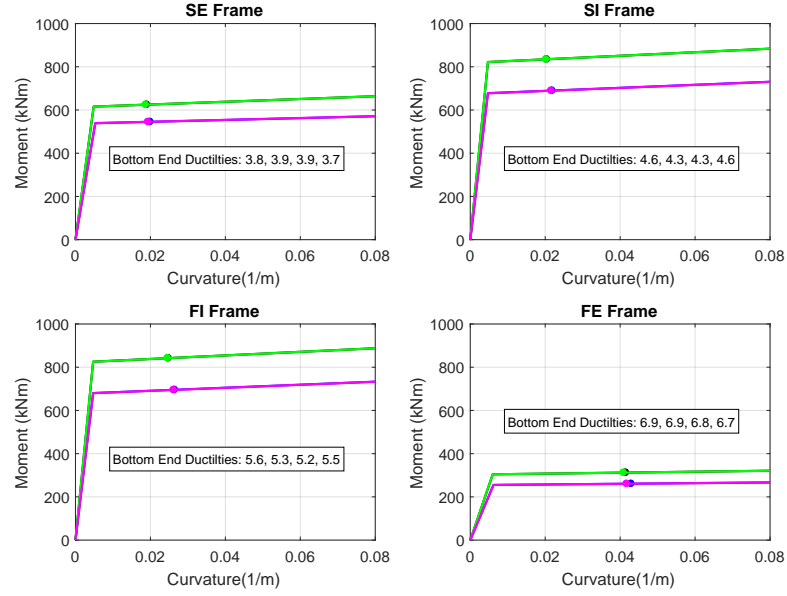 SE Frame
1000
800
600
400
200
0
Moment (kNm)
Bottom End Ductilties: 3.8, 3.9, 3.9, 3.7
0 0.02 0.04 0.06 0.08
Curvature(1/m)
SI Frame
1000
800
600
400
200
0
Moment (kNm)
Bottom End Ductilties: 4.6, 4.3, 4.3, 4.6
0 0.02 0.04 0.06 0.08
Curvature(1/m)
FI Frame
1000
800
600
400
200
0
Moment (kNm)
Bottom End Ductilties: 5.6, 5.3, 5.2, 5.5
0 0.02 0.04 0.06 0.08
Curvature(1/m)
FE Frame
1000
800
600
400
200
0
Moment (kNm)
Bottom End Ductilties: 6.9, 6.9, 6.8, 6.7
0 0.02 0.04 0.06 0.08
Curvature(1/m)